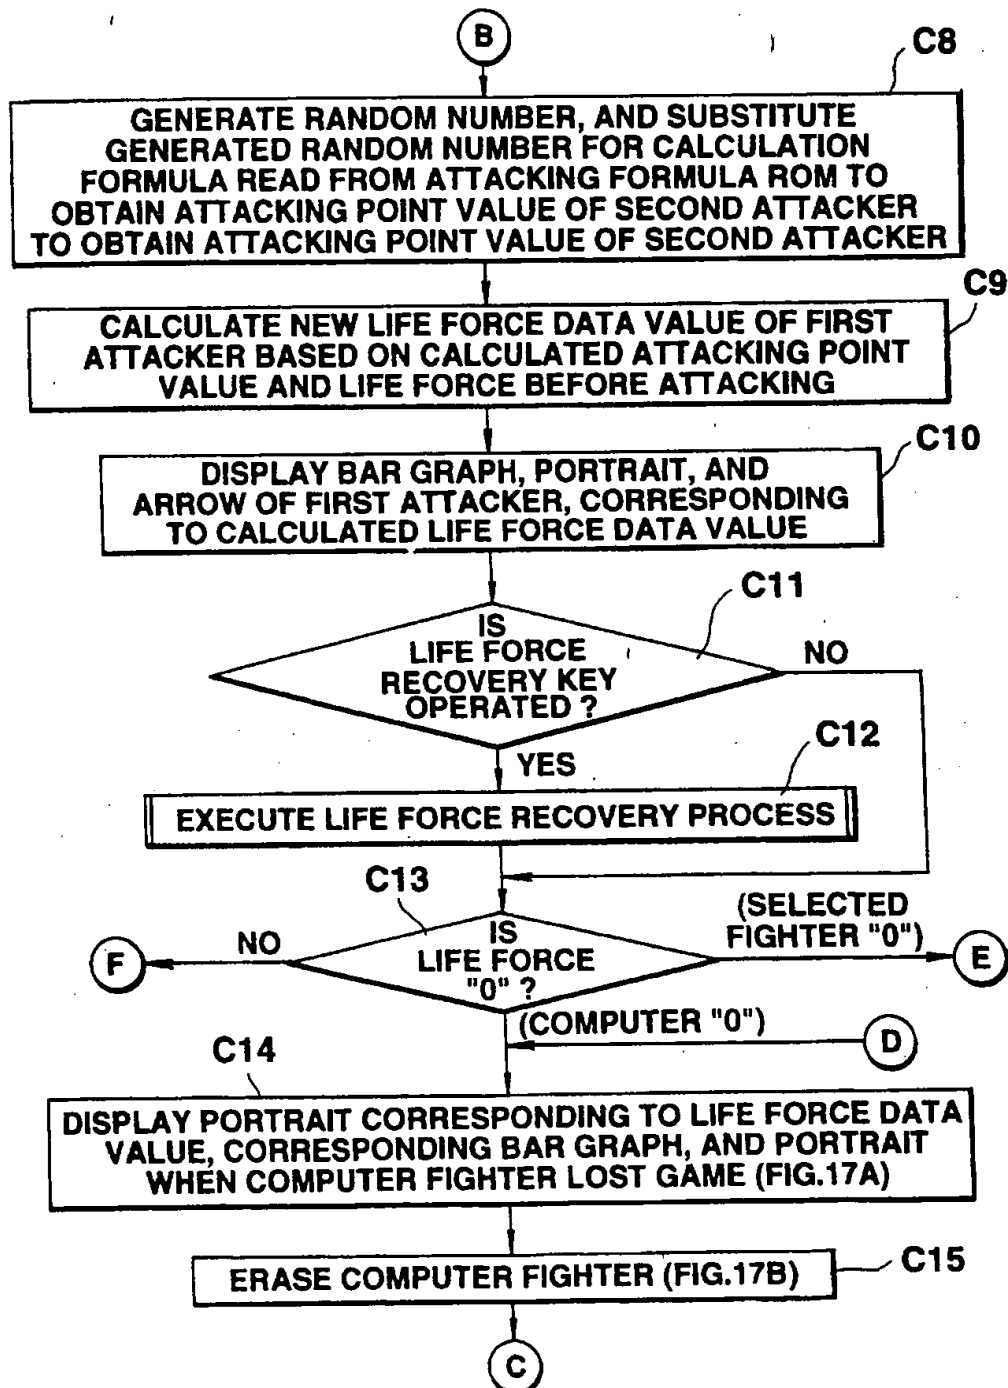 B
C8
GENERATE RANDOM NUMBER, AND SUBSTITUTE
GENERATED RANDOM NUMBER FOR CALCULATION
FORMULA READ FROM ATTACKING FORMULA ROM TO
OBTAIN ATTACKING POINT VALUE OF SECOND ATTACKER
TO OBTAIN ATTACKING POINT VALUE OF SECOND ATTACKER
C9
CALCULATE NEW LIFE FORCE DATA VALUE OF FIRST
ATTACKER BASED ON CALCULATED ATTACKING POINT
VALUE AND LIFE FORCE BEFORE ATTACKING
C10
DISPLAY BAR GRAPH, PORTRAIT, AND
ARROW OF FIRST ATTACKER, CORRESPONDING
TO CALCULATED LIFE FORCE DATA VALUE
C11
IS
LIFE FORCE
RECOVERY KEY
OPERATED ?
NO
YES
C12
EXECUTE LIFE FORCE RECOVERY PROCESS
C13
IS
LIFE FORCE
"0" ?
NO
F
(SELECTED
FIGHTER "0")
E
(COMPUTER "0")
D
C14
DISPLAY PORTRAIT CORRESPONDING TO LIFE FORCE DATA
VALUE, CORRESPONDING BAR GRAPH, AND PORTRAIT
WHEN COMPUTER FIGHTER LOST GAME (FIG.17A)
C15
ERASE COMPUTER FIGHTER (FIG.17B)
C